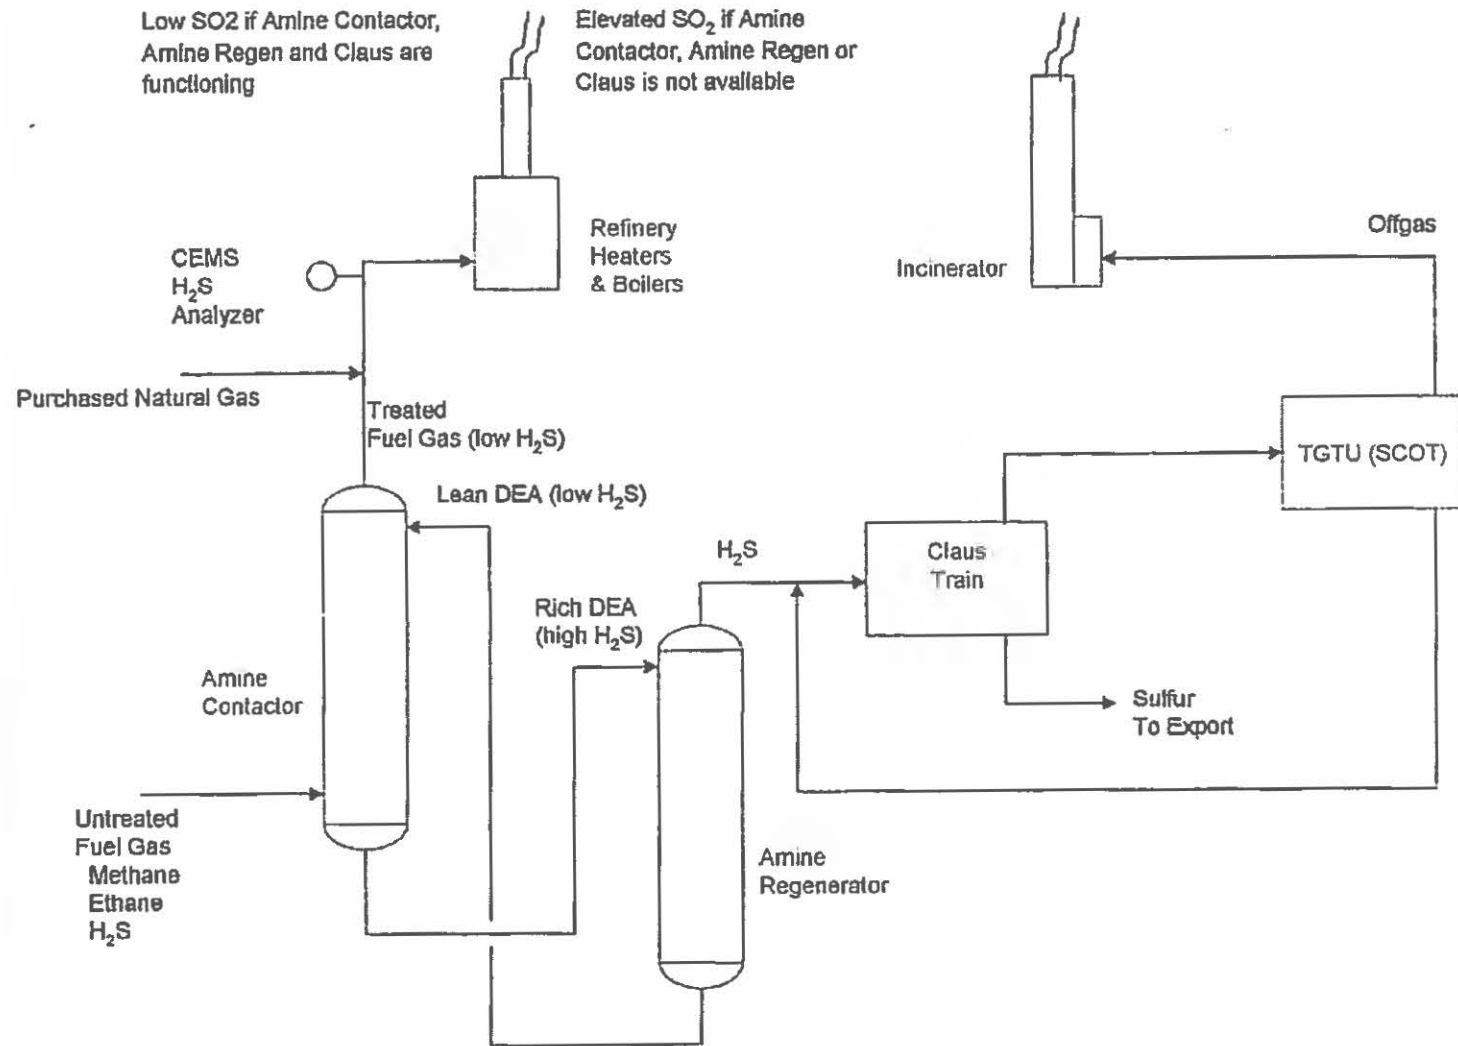 Low SO2 if Amine Contactor,
Amine Regen and Claus are
functioning
Elevated SO₂ if Amine
Contactor, Amine Regen or
Claus is not available
CEMS
H₂S
Analyzer
Refinery
Heaters
& Boilers
Incinerator
Offgas
Purchased Natural Gas
Treated
Fuel Gas (low H₂S)
TGTU (SCOT)
Lean DEA (low H₂S)
H₂S
Claus
Train
Rich DEA
(high H₂S)
Amine
Contactor
Sulfur
To Export
Untreated
Fuel Gas
Methane
Ethane
H₂S
Amine
Regenerator